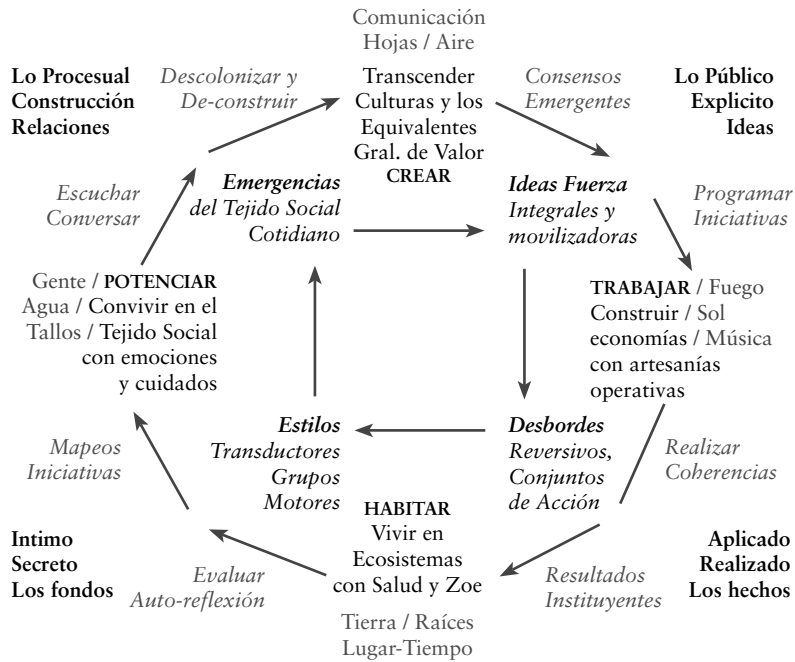 Comunicación
Hojas / Aire
Transcender
Culturas y los
Equivalentes
Gral. de Valor
CREAR
Lo Procesual
Construcción
Relaciones
Descolonizar y
De-construir
Consensos
Emergentes
Lo Público
Explicito
Ideas
Escuchar
Conversar
Emergencias
del Tejido Social
Cotidiano
Ideas Fuerza
Integrales y
movilizadoras
Programar
Iniciativas
Gente / POTENCIAR
Agua / Convivir en el
Tallos / Tejido Social
con emociones
y cuidados
TRABAJAR / Fuego
Construir / Sol
economías / Música
con artesanías
operativas
Mapeos
Iniciativas
Estilos
Transductores
Grupos
Motores
Desbordes
Reversivos,
Conjuntos
de Acción
Realizar
Coherencias
Intimo
Secreto
Los fondos
Evaluar
Auto-reflexión
HABITAR
Vivir en
Ecosistemas
con Salud y Zoe
Tierra / Raíces
Lugar-Tiempo
Resultados
Instituyentes
Aplicado
Realizado
Los hechos